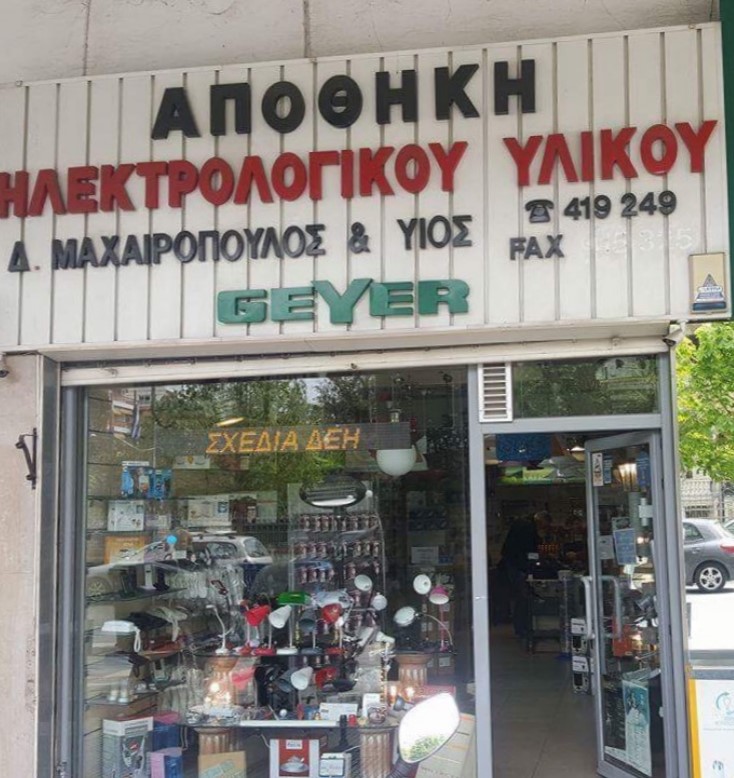 ΑΠΟΘΗΚΗ
ΗΛΕΚΤΡΟΛΟΓΙΚΟΥ ΥΛΙΚΟΥ
Δ. ΜΑΧΑΙΡΟΠΟΥΛΟΣ & ΥΙΟΣ ☎ 419 249
FAX
GEYER
ΣΧΕΔΙΑ ΔΕΗ